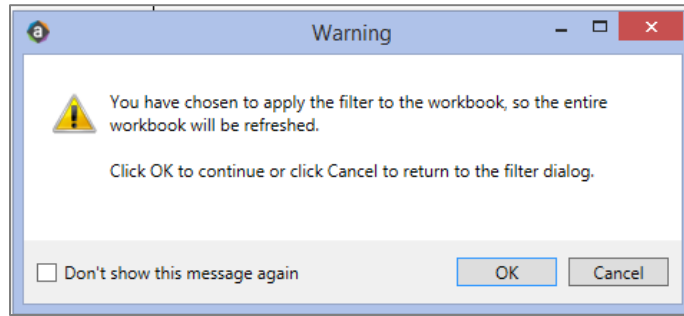 Warning
You have chosen to apply the filter to the workbook, so the entire
workbook will be refreshed.
Click OK to continue or click Cancel to return to the filter dialog.
Don't show this message again
OK
Cancel